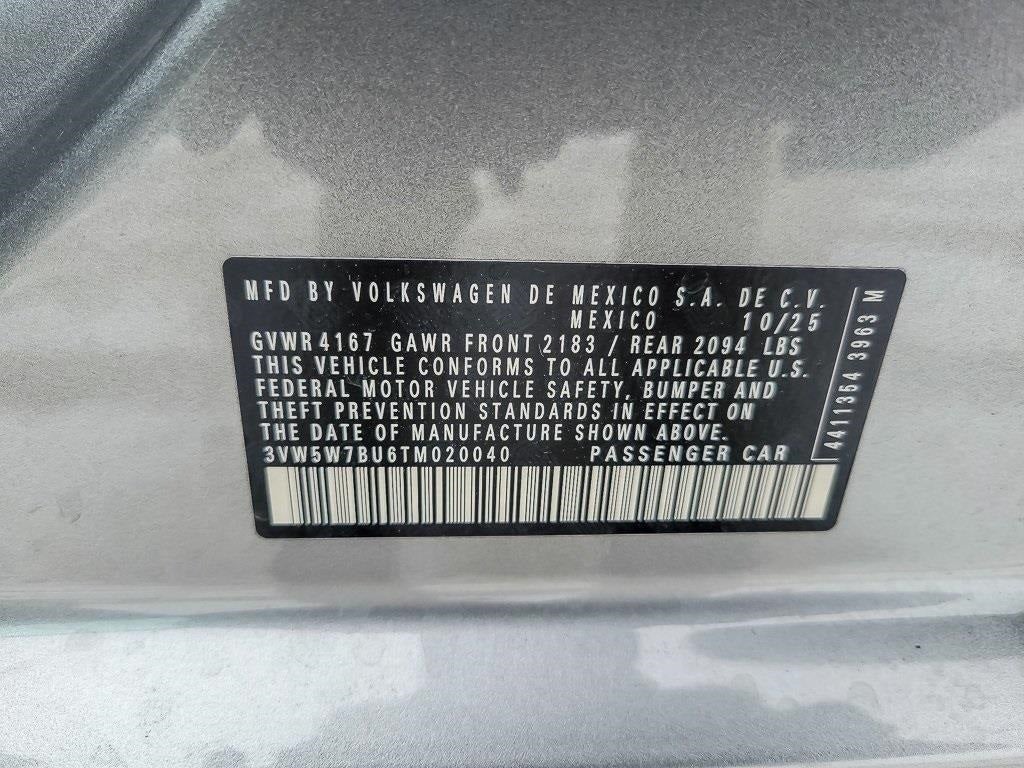 MFD BY VOLKSWAGEN DE MEXICO S.A. DE C.V.
MEXICO 10/25
GVWR 4167 GAWR FRONT 2183 / REAR 2094 LBS
THIS VEHICLE CONFORMS TO ALL APPLICABLE U.S.
FEDERAL MOTOR VEHICLE SAFETY, BUMPER AND
THEFT PREVENTION STANDARDS IN EFFECT ON
THE DATE OF MANUFACTURE SHOWN ABOVE.
3VW5W7BU6TM020040 PASSENGER CAR
4411354 3963 M